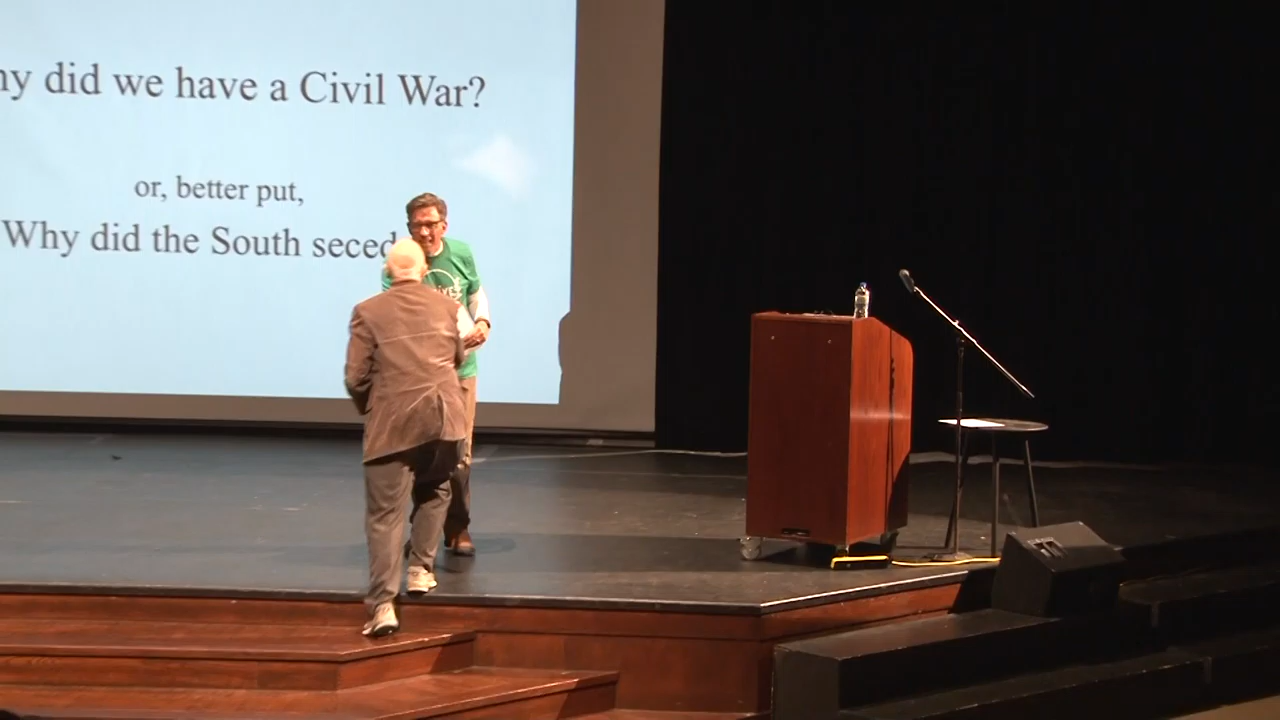 hy did we have a Civil War?
or, better put,
Why did the South seced